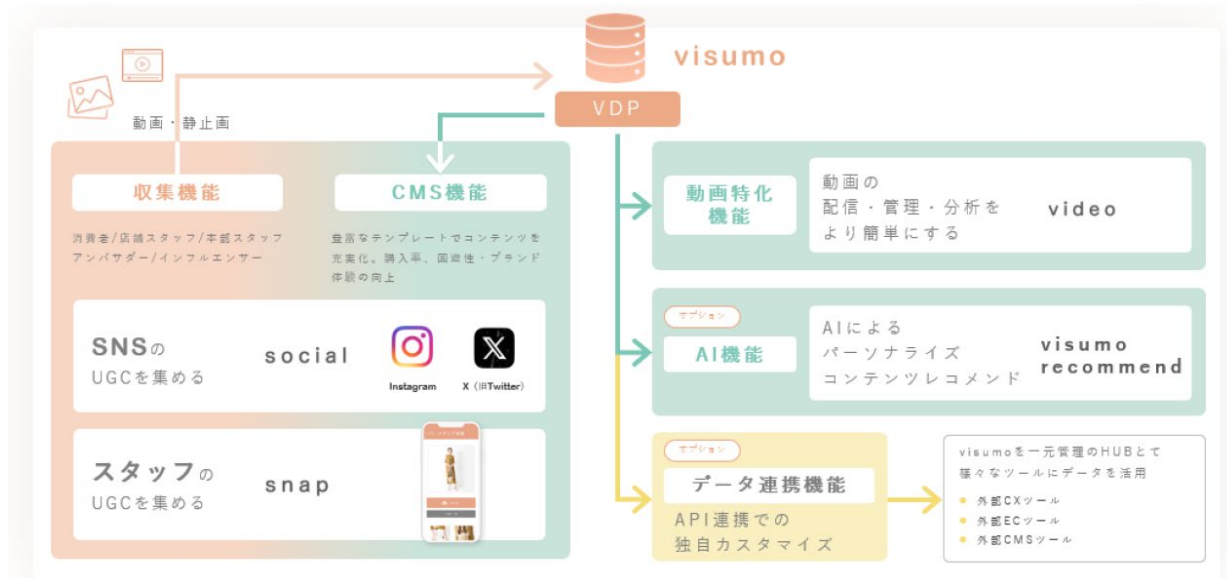 visumo
VDP
動画・静止画
収集機能
消費者/店舗スタッフ/本部スタッフ
アンバサダー/インフルエンサー
CMS機能
豊富なテンプレートでコンテンツを
充実化。購入率、回遊性・ブランド
体験の向上
SNSの
UGCを集める
social
Instagram
X（旧Twitter）
スタッフの
UGCを集める
snap
動画特化
機能
動画の
配信・管理・分析を
より簡単にする
video
オプション
AI機能
AIによる
パーソナライズ
コンテンツレコメンド
visumo
recommend
オプション
データ連携機能
API連携での
独自カスタマイズ
visumoを一元管理のHUBとて
様々なツールにデータを活用
外部CXツール
外部ECツール
外部CMSツール